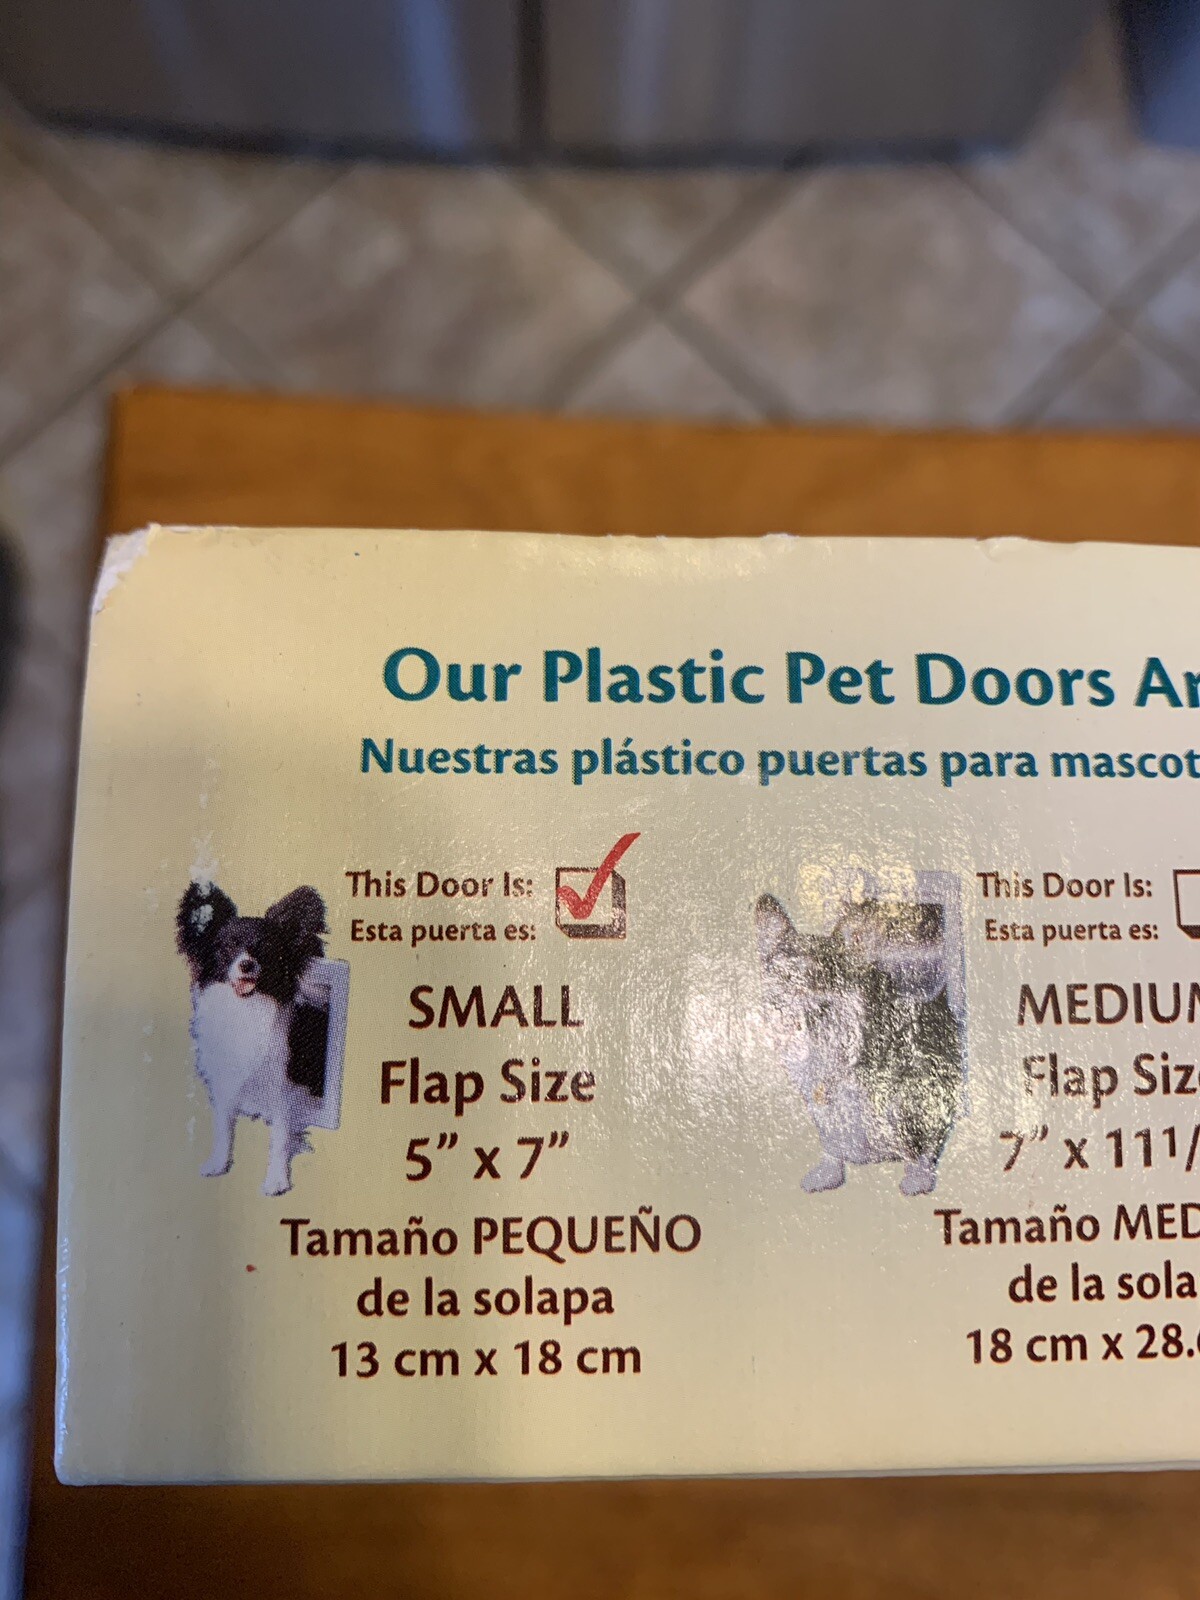 Our Plastic Pet Doors
Nuestras plástico puertas para
This Door Is:
Esta puerta es:
SMALL
Flap Size
5” x 7”
Tamaño PEQUEÑO
de la solapa
13 cm x 18 cm
This Door Is:
Esta puerta es:
Flap
7” x
Tamaño
de la
18 cm x